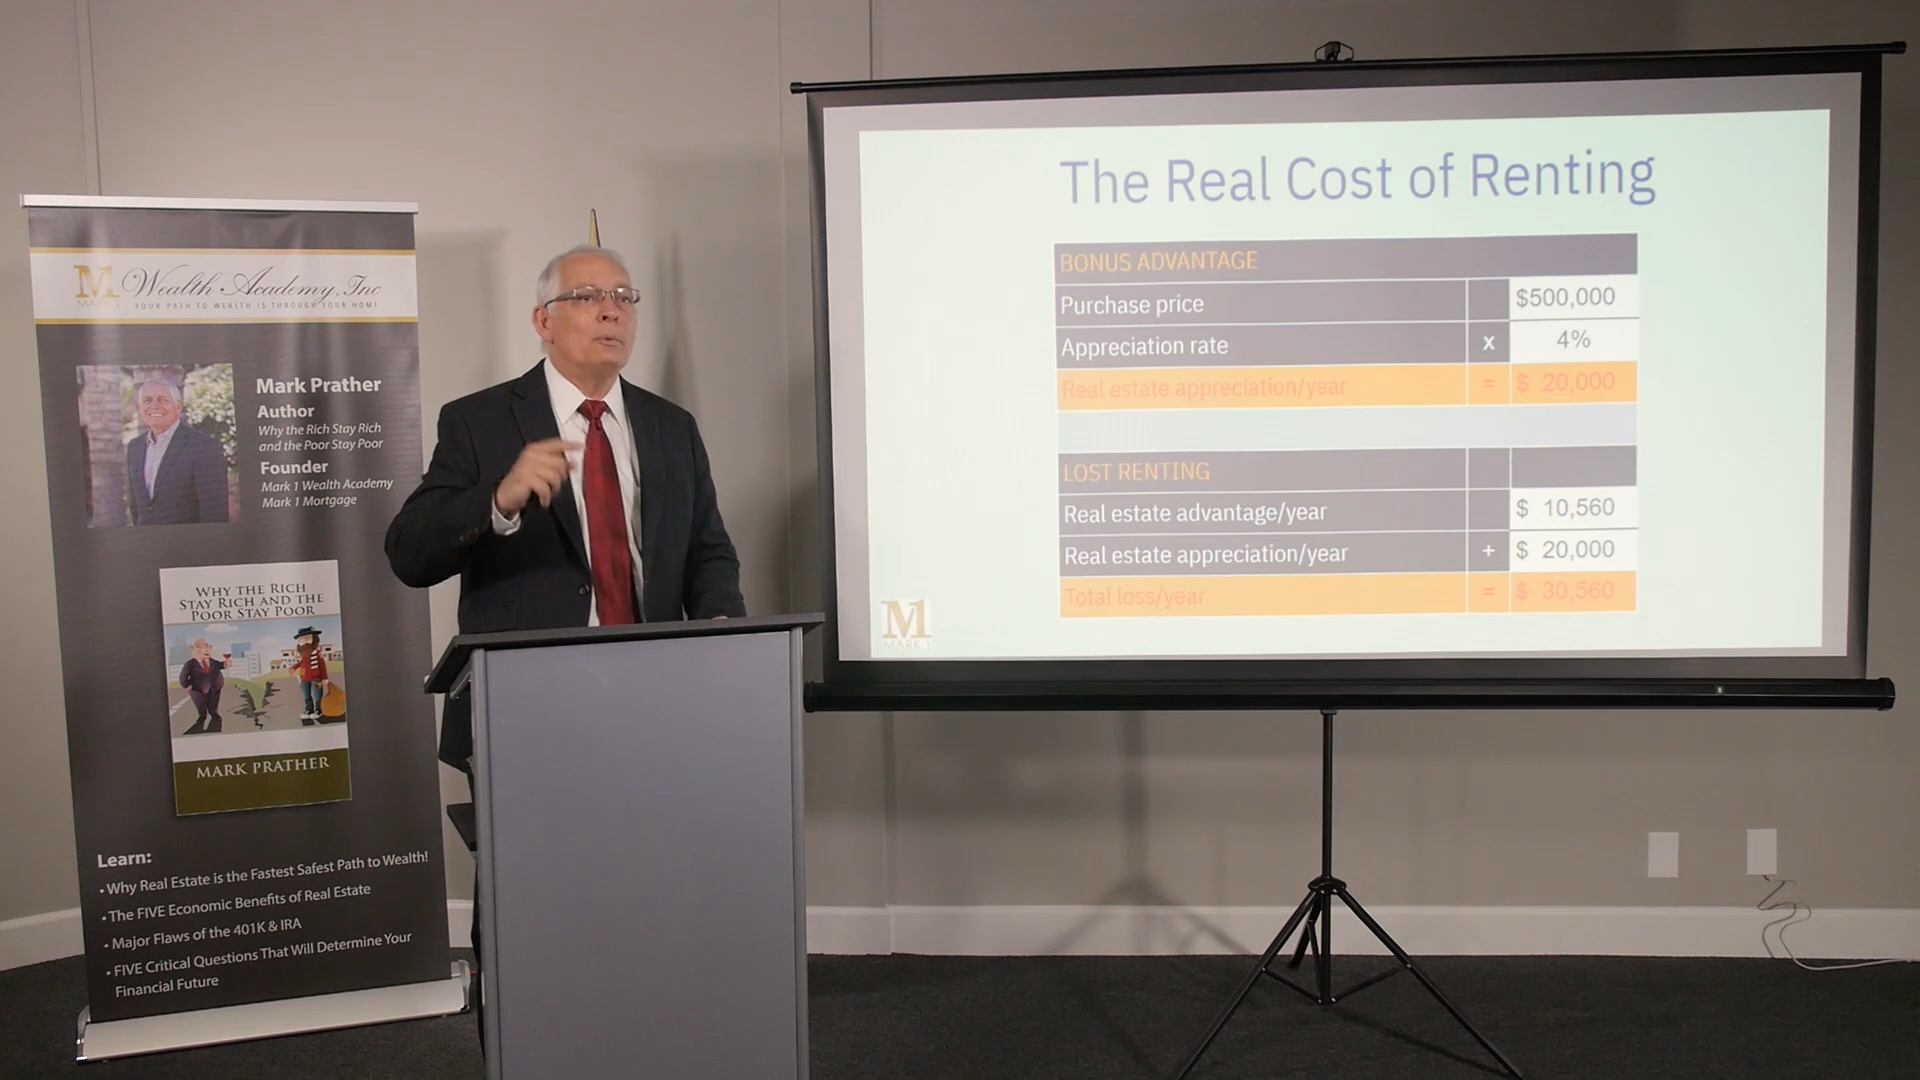 M1 Wealth Academy, Inc
MARK 1 YOUR PATH TO WEALTH IS THROUGH YOUR HOME
Mark Prather
Author
Why the Rich Stay Rich
and the Poor Stay Poor
Founder
Mark 1 Wealth Academy
Mark 1 Mortgage
WHY THE RICH
STAY RICH AND THE
POOR STAY POOR
MARK PRATHER
Learn:
• Why Real Estate is the Fastest Safest Path to Wealth!
• The FIVE Economic Benefits of Real Estate
• Major Flaws of the 401K & IRA
• FIVE Critical Questions That Will Determine Your
Financial Future
The Real Cost of Renting
BONUS ADVANTAGE
Purchase price $500,000
Appreciation rate x 4%
Real estate appreciation/year = $ 20,000
LOST RENTING
Real estate advantage/year $ 10,560
Real estate appreciation/year + $ 20,000
Total loss/year = $ 30,560
M1
MARK 1